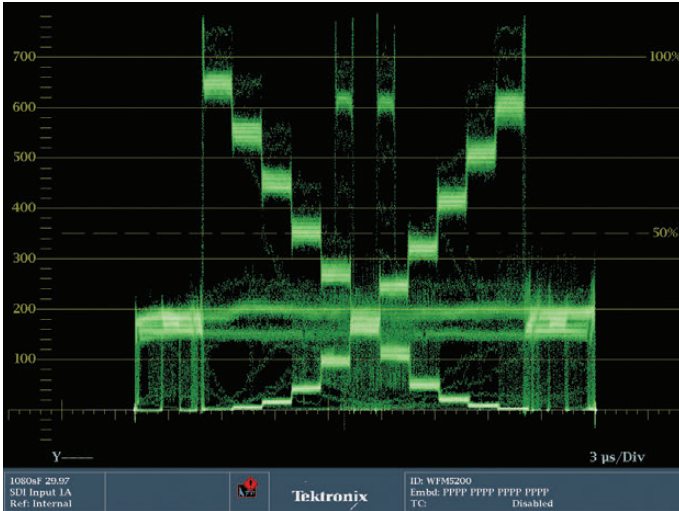 700
100%
600
500
400
50%
300
200
100
Y----
3 µs/Div
1080sF 29.97
SDI Input 1A
Ref: Internal
Tektronix
ID: WFM5200
Embd: PPPP PPPP PPPP PPPP
TC: Disabled